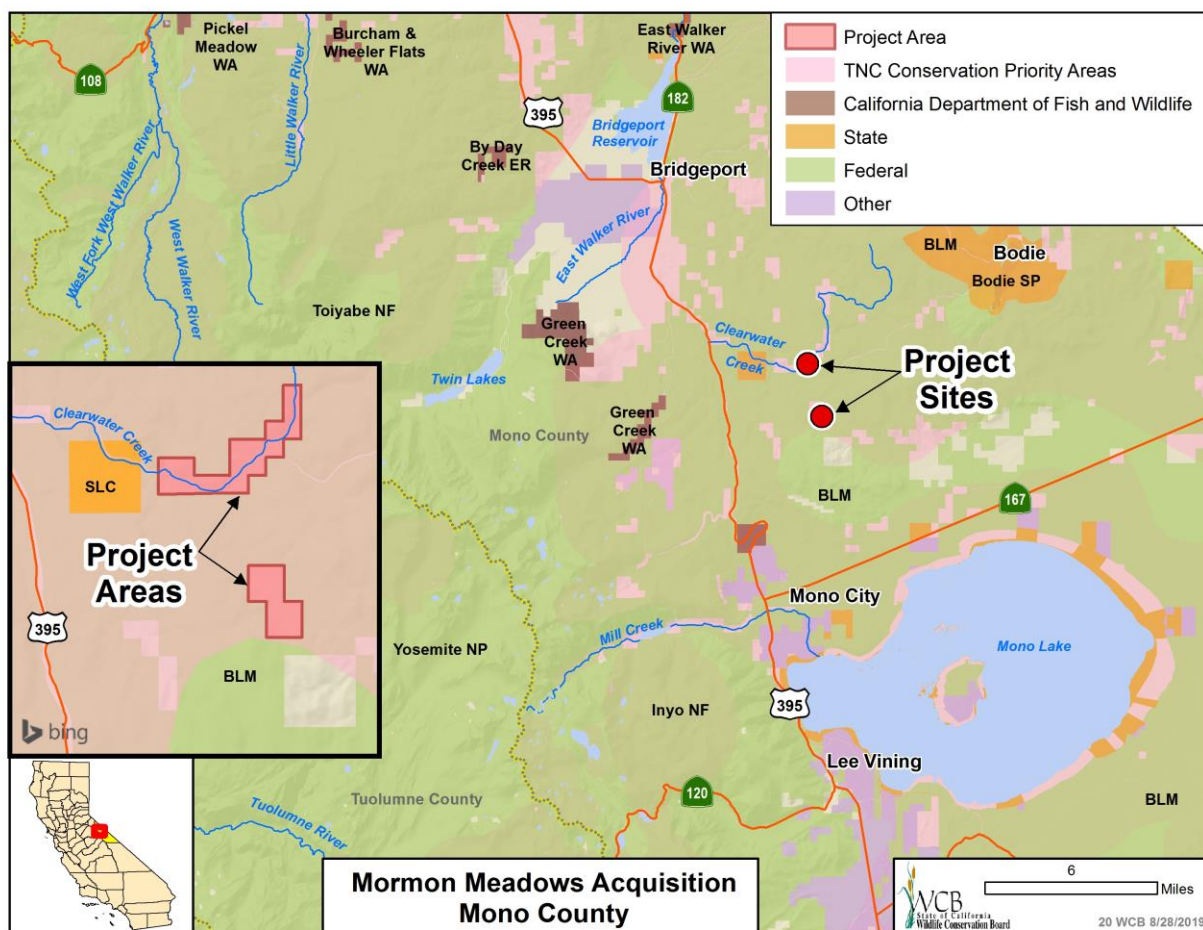 Pickel
Meadow
WA
Burcham &
Wheeler Flats
WA
East Walker
River WA
108
395
182
Bridgeport
Reservoir
By Day
Creek ER
Bridgeport
West Fork West Walker River
West Walker River
Little Walker River
East Walker River
Toiyabe NF
Green
Creek
WA
Twin Lakes
Green
Creek
WA
Mono County
Clearwater
Creek
Project
Sites
BLM
Bodie
Bodie SP
BLM
167
Mono City
Mill Creek
Mono Lake
Yosemite NP
Inyo NF
395
Lee Vining
120
BLM
Tuolumne County
Tuolumne River
Project Area
TNC Conservation Priority Areas
California Department of Fish and Wildlife
State
Federal
Other
Clearwater Creek
SLC
Project
Areas
395
BLM
bing
Mormon Meadows Acquisition
Mono County
WCB
State of California
Wildlife Conservation Board
6
Miles
20 WCB 8/28/2019